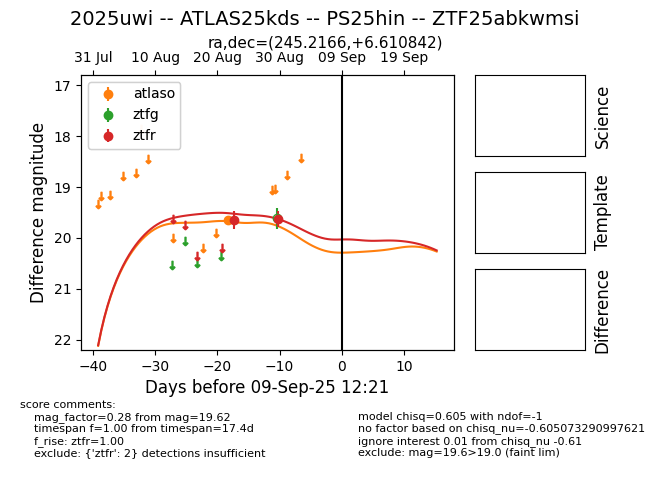 2025uwi -- ATLAS25kds -- PS25hin -- ZTF25abkwmsi
ra,dec=(245.2166,+6.610842)
31 Jul 10 Aug 20 Aug 30 Aug 09 Sep 19 Sep
atlaso
ztfg
ztfr
17
18
19
20
21
22
Difference magnitude
−40 −30 −20 −10 0 10
Days before 09-Sep-25 12:21
Science
Template
Difference
score comments:
mag_factor=0.28 from mag=19.62
timespan f=1.00 from timespan=17.4d
f_rise: ztfr=1.00
exclude: {'ztfr': 2} detections insufficient
model chisq=0.605 with ndof=-1
no factor based on chisq_nu=-0.605073290997621
ignore interest 0.01 from chisq_nu -0.61
exclude: mag=19.6>19.0 (faint lim)